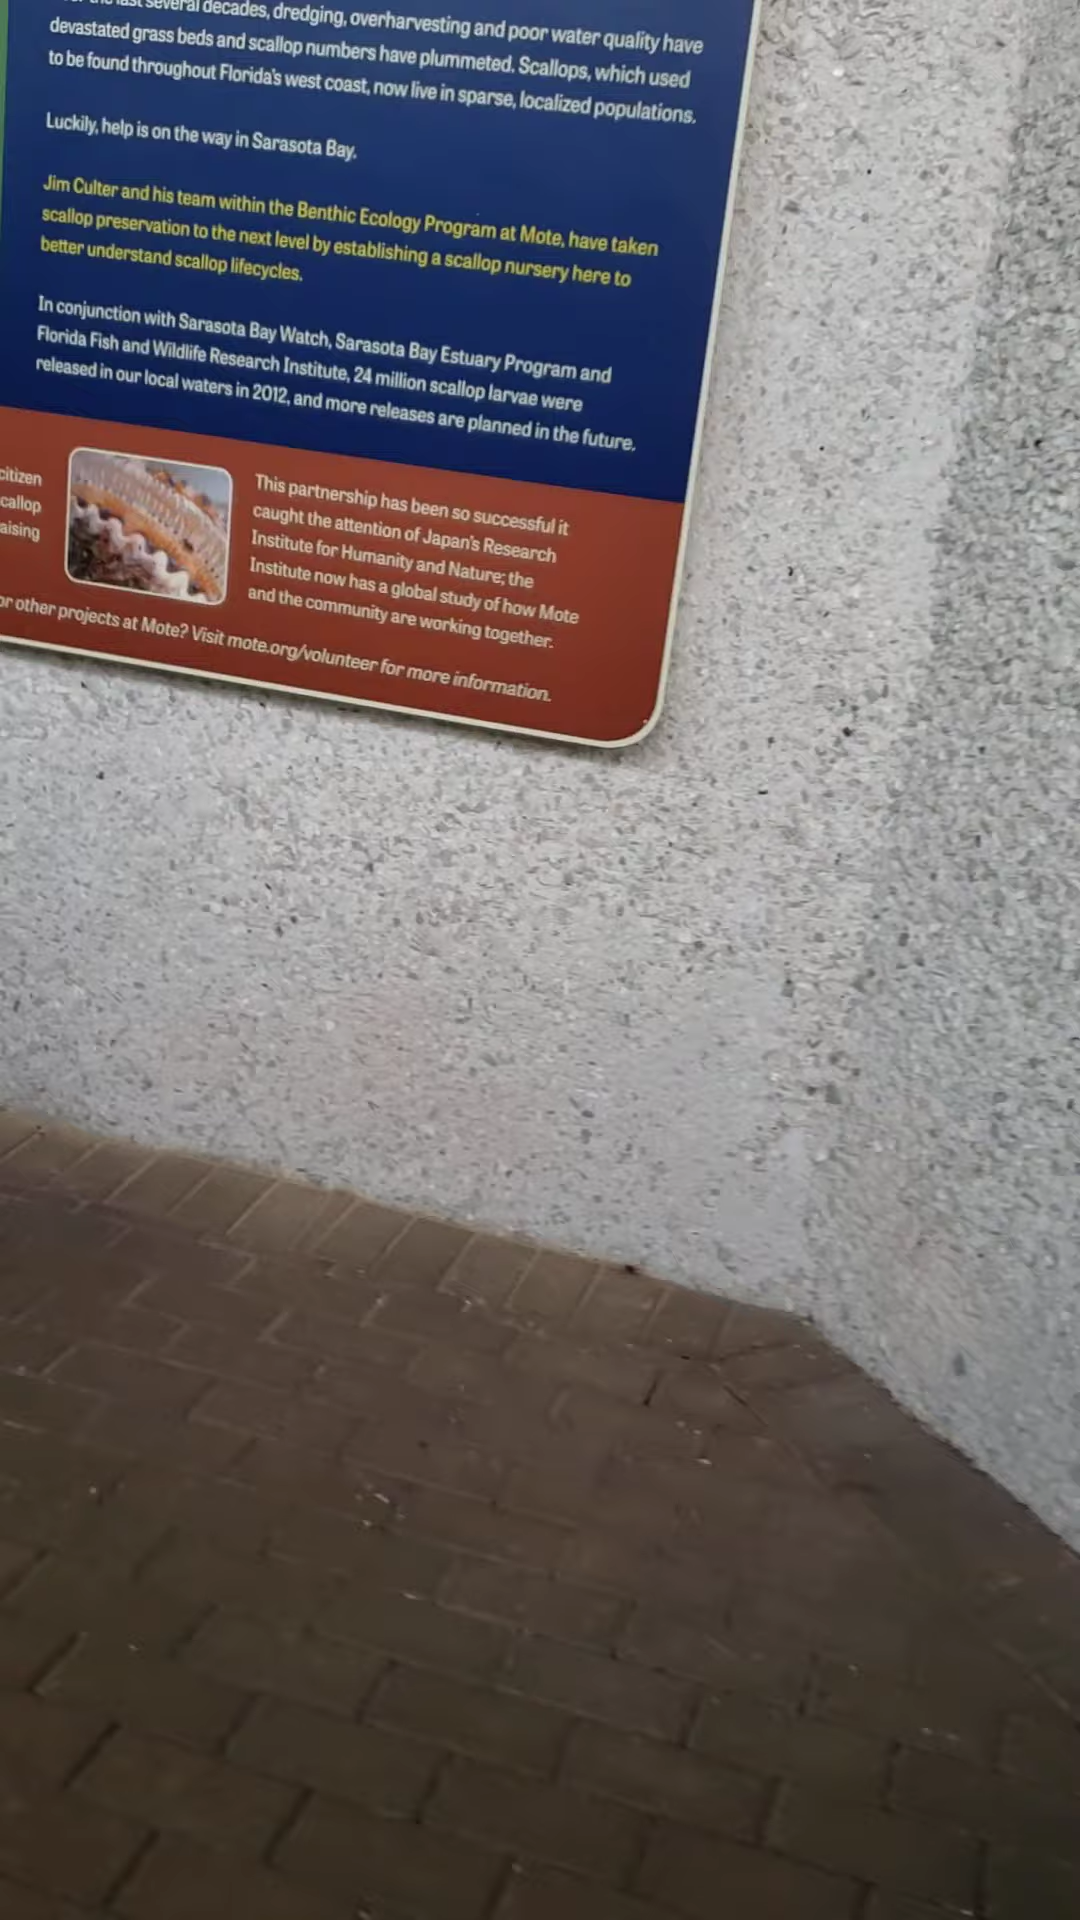 last several decades, dredging, overharvesting and poor water quality have
devastated grass beds and scallop numbers have plummeted. Scallops, which used
to be found throughout Florida's west coast, now live in sparse, localized populations.
Luckily, help is on the way in Sarasota Bay.
Jim Culter and his team within the Benthic Ecology Program at Mote, have taken
scallop preservation to the next level by establishing a scallop nursery here to
better understand scallop lifecycles.
In conjunction with Sarasota Bay Watch, Sarasota Bay Estuary Program and
Florida Fish and Wildlife Research Institute, 24 million scallop larvae were
released in our local waters in 2012, and more releases are planned in the future.
citizen
callop
aising
This partnership has been so successful it
caught the attention of Japan's Research
Institute for Humanity and Nature; the
Institute now has a global study of how Mote
and the community are working together.
or other projects at Mote? Visit mote.org/volunteer for more information.